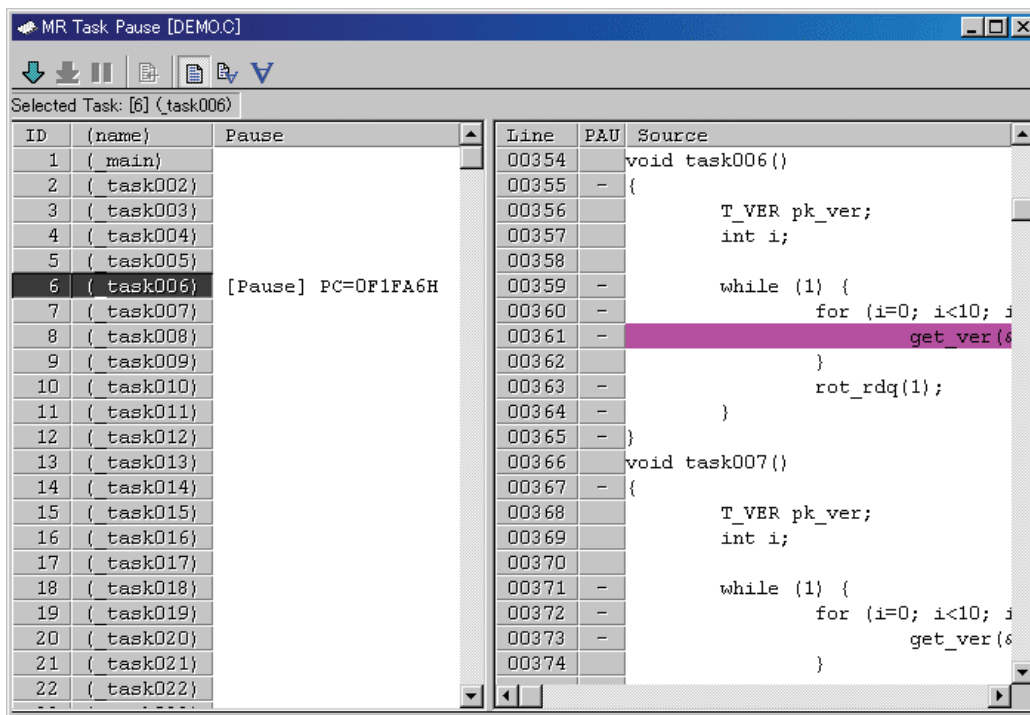 MR Task Pause [DEMO.C]
Selected Task: [6] (_task006)
ID (name) Pause
1 (_main)
2 (_task002)
3 (_task003)
4 (_task004)
5 (_task005)
6 (_task006) [Pause] PC=0F1FA6H
7 (_task007)
8 (_task008)
9 (_task009)
10 (_task010)
11 (_task011)
12 (_task012)
13 (_task013)
14 (_task014)
15 (_task015)
16 (_task016)
17 (_task017)
18 (_task018)
19 (_task019)
20 (_task020)
21 (_task021)
22 (_task022)
Line PAU Source
00354 void task006()
00355 - {
00356 T_VER pk_ver;
00357 int i;
00358
00359 - while (1) {
00360 - for (i=0; i<10; i
00361 - get_ver(&
00362 }
00363 - rot_rdq(1);
00364 - }
00365 - }
00366 void task007()
00367 - {
00368 T_VER pk_ver;
00369 int i;
00370
00371 - while (1) {
00372 - for (i=0; i<10; i
00373 - get_ver(&
00374 }